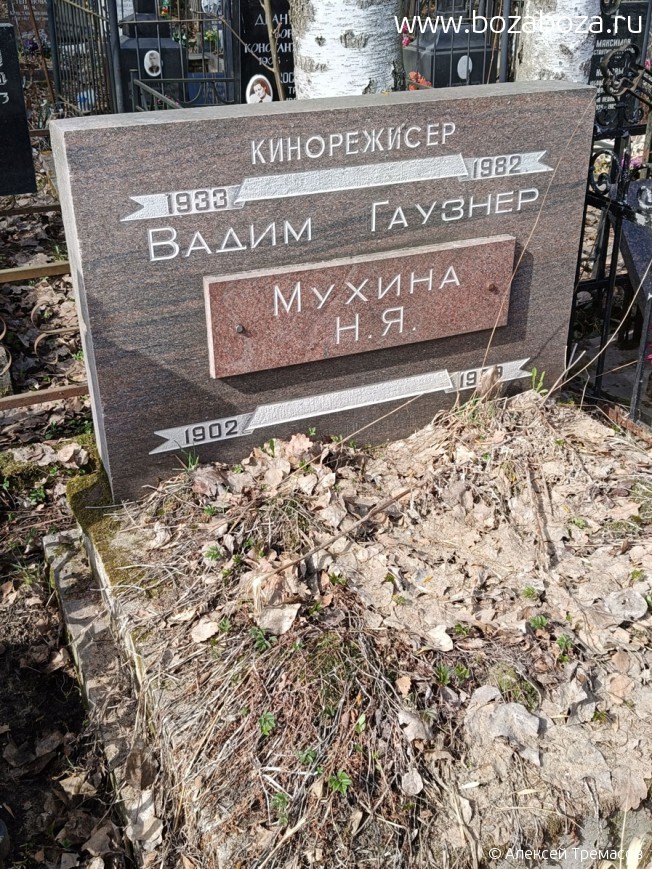 www.bozaboza.ru
КИНОРЕЖИСЕР
1933 1982
ВАДИМ ГАУЗНЕР
МУХИНА
Н.Я.
1902
© Алексей Тремасов